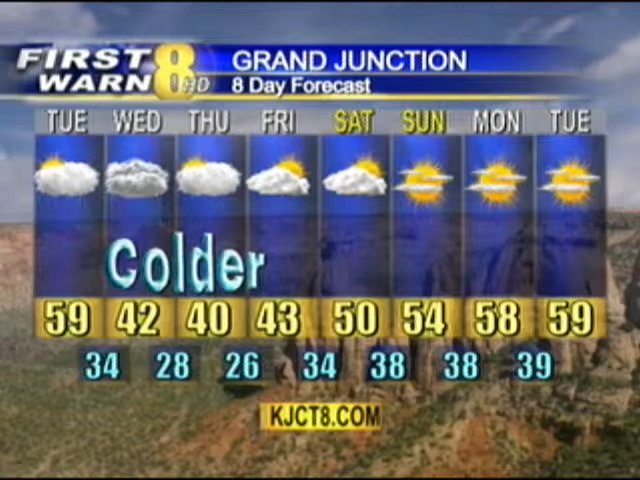 FIRST WARN 8 HD
GRAND JUNCTION
8 Day Forecast
TUE WED THU FRI SAT SUN MON TUE
Colder
59 42 40 43 50 54 58 59
34 28 26 34 38 38 39
KJCT8.COM